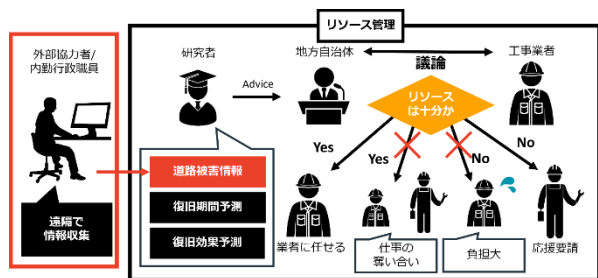 リソース管理
外部協力者/
内勤行政職員
遠隔で
情報収集
研究者
Advice
地方自治体
議論
工事業者
リソース
は十分か
道路被害情報
復旧期間予測
復旧効果予測
Yes
Yes
No
No
業者に任せる
仕事の
奪い合い
負担大
応援要請